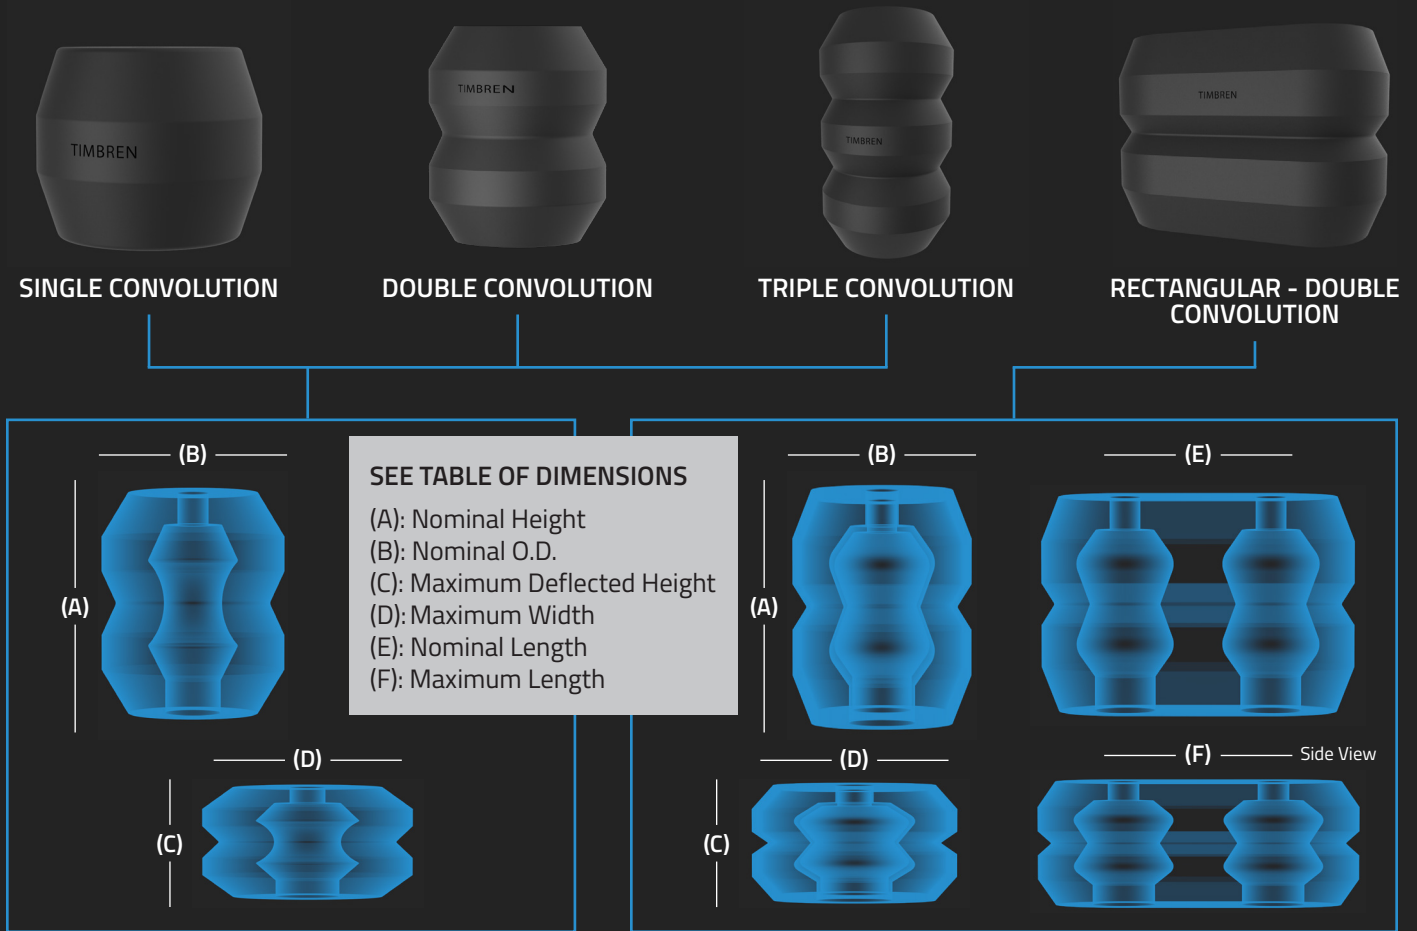 TIMBREN
TIMBREN
TIMBREN
TIMBREN
SINGLE CONVOLUTION
DOUBLE CONVOLUTION
TRIPLE CONVOLUTION
RECTANGULAR - DOUBLE
CONVOLUTION
(B)
(A)
(D)
(C)
SEE TABLE OF DIMENSIONS
(A): Nominal Height
(B): Nominal O.D.
(C): Maximum Deflected Height
(D): Maximum Width
(E): Nominal Length
(F): Maximum Length
(B)
(E)
(A)
(D)
(F)
Side View
(C)